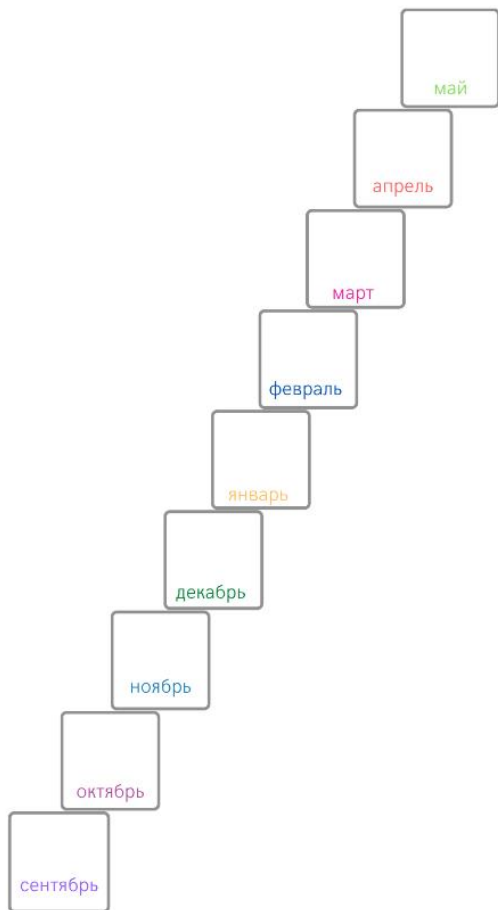 май
апрель
март
февраль
январь
декабрь
ноябрь
октябрь
сентябрь